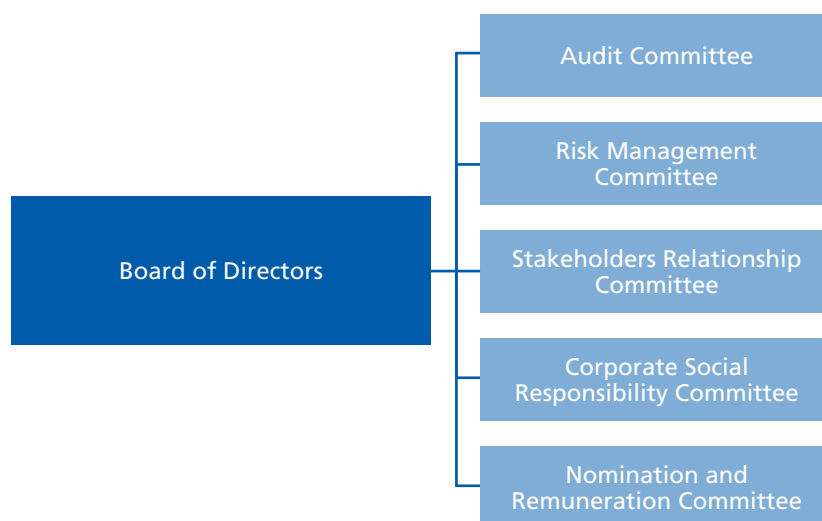 Audit Committee
Risk Management
Committee
Board of Directors
Stakeholders Relationship
Committee
Corporate Social
Responsibility Committee
Nomination and
Remuneration Committee